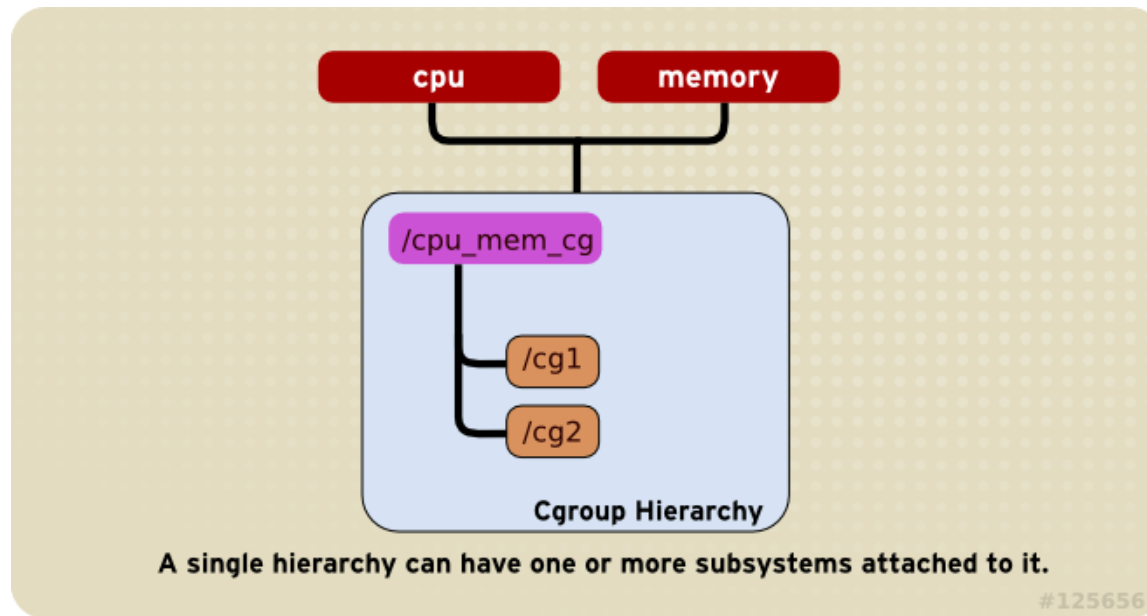 cpu
memory
/cpu_mem_cg
/cg1
/cg2
Cgroup Hierarchy
A single hierarchy can have one or more subsystems attached to it.
#125656